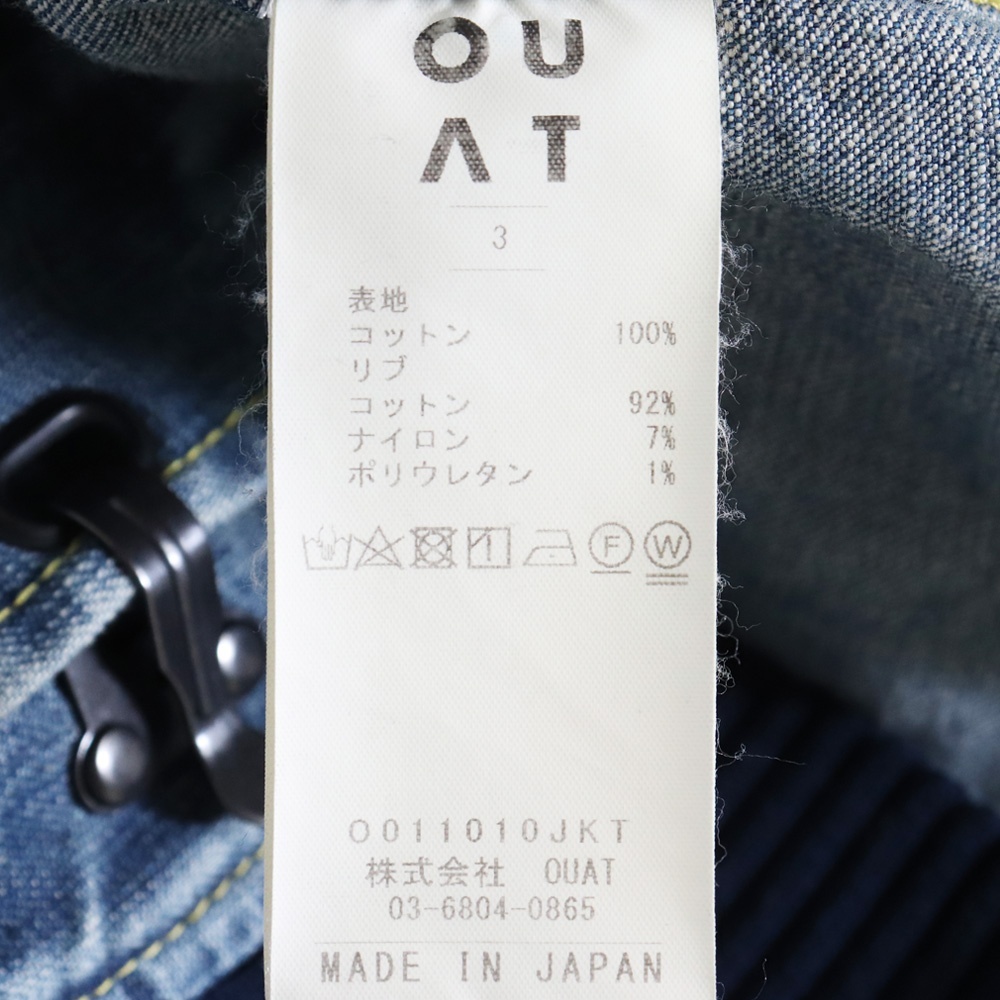 OU
AT
3
表地
コットン 100%
リブ
コットン 92%
ナイロン 7%
ポリウレタン 1%
F W
O011010JKT
株式会社 OUAT
03-6804-0865
MADE IN JAPAN